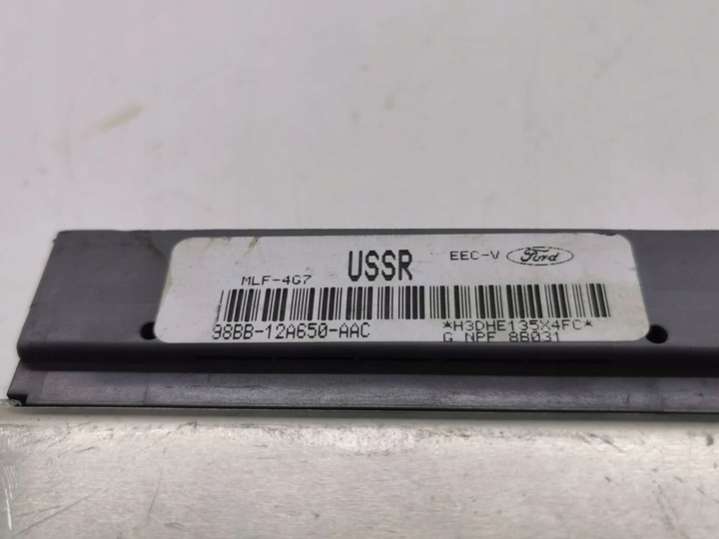 USSR EEC-V Ford
MLF-4G7
98BB-12A650-AAC *H3DHE135X4FC*
G NPF 8B031